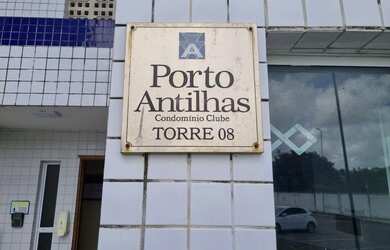 A
Porto
Antilhas
Condomínio Clube
TORRE 08